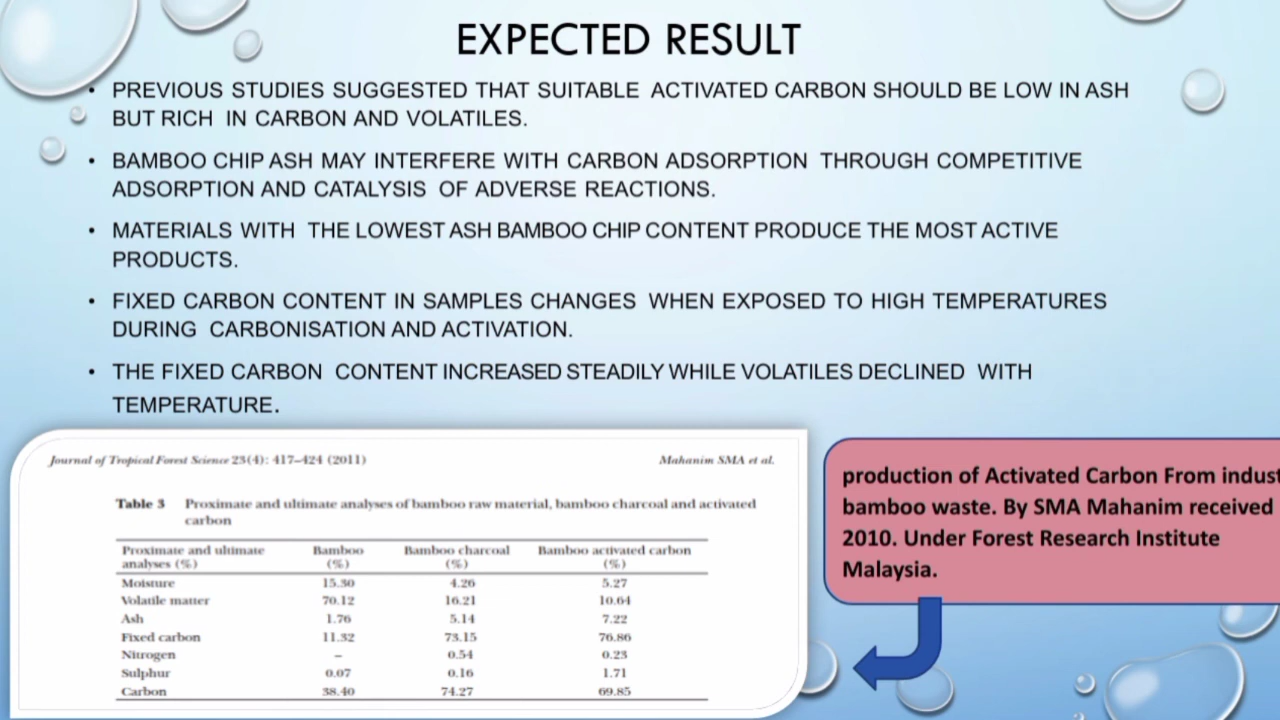 EXPECTED RESULT
• PREVIOUS STUDIES SUGGESTED THAT SUITABLE ACTIVATED CARBON SHOULD BE LOW IN ASH
BUT RICH IN CARBON AND VOLATILES.
• BAMBOO CHIP ASH MAY INTERFERE WITH CARBON ADSORPTION THROUGH COMPETITIVE
ADSORPTION AND CATALYSIS OF ADVERSE REACTIONS.
• MATERIALS WITH THE LOWEST ASH BAMBOO CHIP CONTENT PRODUCE THE MOST ACTIVE
PRODUCTS.
• FIXED CARBON CONTENT IN SAMPLES CHANGES WHEN EXPOSED TO HIGH TEMPERATURES
DURING CARBONISATION AND ACTIVATION.
• THE FIXED CARBON CONTENT INCREASED STEADILY WHILE VOLATILES DECLINED WITH
TEMPERATURE.
Journal of Tropical Forest Science 23(4): 417–424 (2011) Mahanim SMA et al.
Table 3 Proximate and ultimate analyses of bamboo raw material, bamboo charcoal and activated
carbon
Proximate and ultimate Bamboo Bamboo charcoal Bamboo activated carbon
analyses (%) (%) (%) (%)
Moisture 15.30 4.26 5.27
Volatile matter 70.12 16.21 10.64
Ash 1.76 5.14 7.22
Fixed carbon 11.32 73.15 76.86
Nitrogen – 0.54 0.23
Sulphur 0.07 0.16 1.71
Carbon 38.40 74.27 69.85
production of Activated Carbon From indust
bamboo waste. By SMA Mahanim received
2010. Under Forest Research Institute
Malaysia.